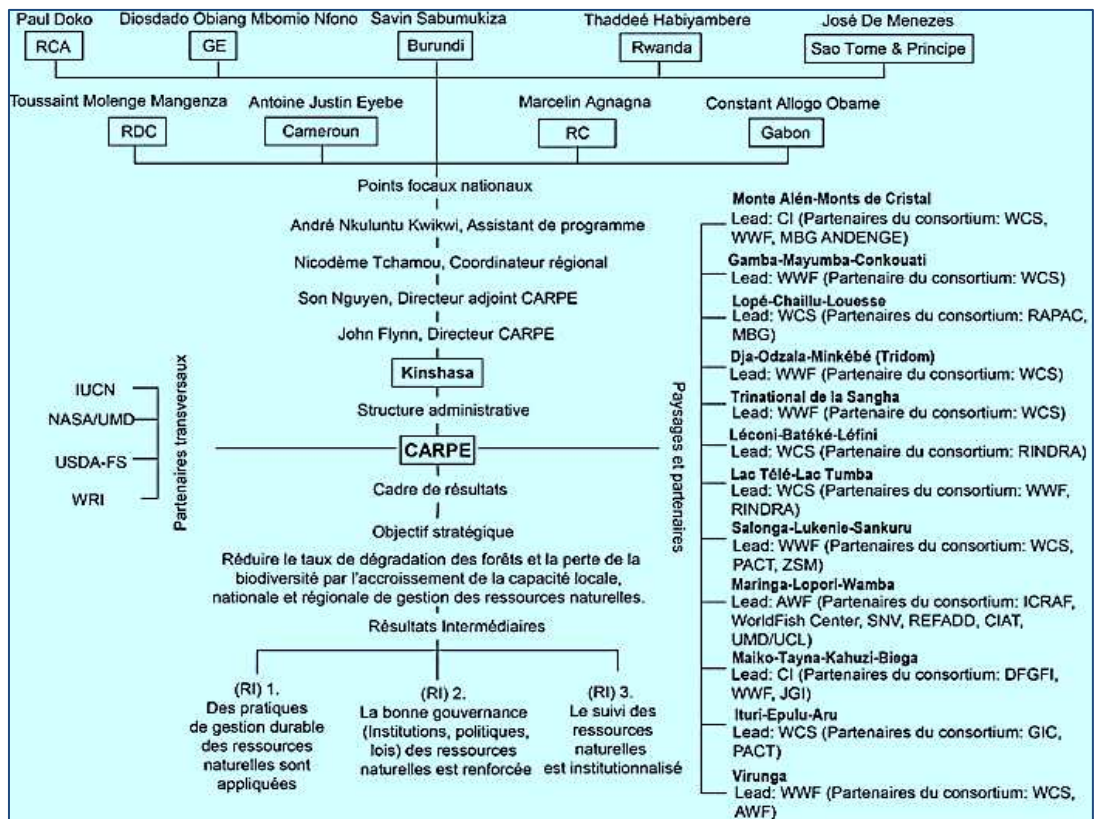 Paul Doko
Diosdado Obiang Mbomio Nfono
Savin Sabumukiza
Thaddeé Habiyambere
José De Menezes
RCA
GE
Burundi
Rwanda
Sao Tome & Principe
Toussaint Molenge Mangenza
Antoine Justin Eyebe
Marcelin Agnagna
Constant Allogo Obame
RDC
Cameroun
RC
Gabon
Points focaux nationaux
André Nkuluntu Kwikwi, Assistant de programme
Nicodème Tchamou, Coordinateur régional
Son Nguyen, Directeur adjoint CARPE
John Flynn, Directeur CARPE
Kinshasa
Structure administrative
CARPE
Cadre de résultats
Objectif stratégique
Réduire le taux de dégradation des forêts et la perte de la
biodiversité par l'accroissement de la capacité locale,
nationale et régionale de gestion des ressources naturelles.
Résultats Intermédiaires
(RI) 1.
Des pratiques
de gestion durable
des ressources
naturelles sont
appliquées
(RI) 2.
La bonne gouvernance
(Institutions, politiques,
lois) des ressources
naturelles est renforcée
(RI) 3.
Le suivi des
ressources
naturelles
est institutionnalisé
IUCN
NASA/UMD
USDA-FS
WRI
Partenaires transversaux
Paysages et partenaires
Monte Alén-Monts de Cristal
Lead: CI (Partenaires du consortium: WCS,
WWF, MBG ANDENGE)
Gamba-Mayumba-Conkouati
Lead: WWF (Partenaire du consortium: WCS)
Lopé-Chaillu-Louesse
Lead: WCS (Partenaires du consortium: RAPAC,
MBG)
Dja-Odzala-Minkébé (Tridom)
Lead: WWF (Partenaire du consortium: WCS)
Trinational de la Sangha
Lead: WWF (Partenaire du consortium: WCS)
Léconi-Batéké-Léfini
Lead: WCS (Partenaire du consortium: RINDRA)
Lac Télé-Lac Tumba
Lead: WCS (Partenaires du consortium: WWF,
RINDRA)
Salonga-Lukenie-Sankuru
Lead: WWF (Partenaires du consortium: WCS,
PACT, ZSM)
Maringa-Lopori-Wamba
Lead: AWF (Partenaires du consortium: ICRAF,
WorldFish Center, SNV, REFADD, CIAT,
UMD/UCL)
Maiko-Tayna-Kahuzi-Biega
Lead: CI (Partenaires du consortium: DFGFI,
WWF, JGI)
Ituri-Epulu-Aru
Lead: WCS (Partenaires du consortium: GIC,
PACT)
Virunga
Lead: WWF (Partenaires du consortium: WCS,
AWF)